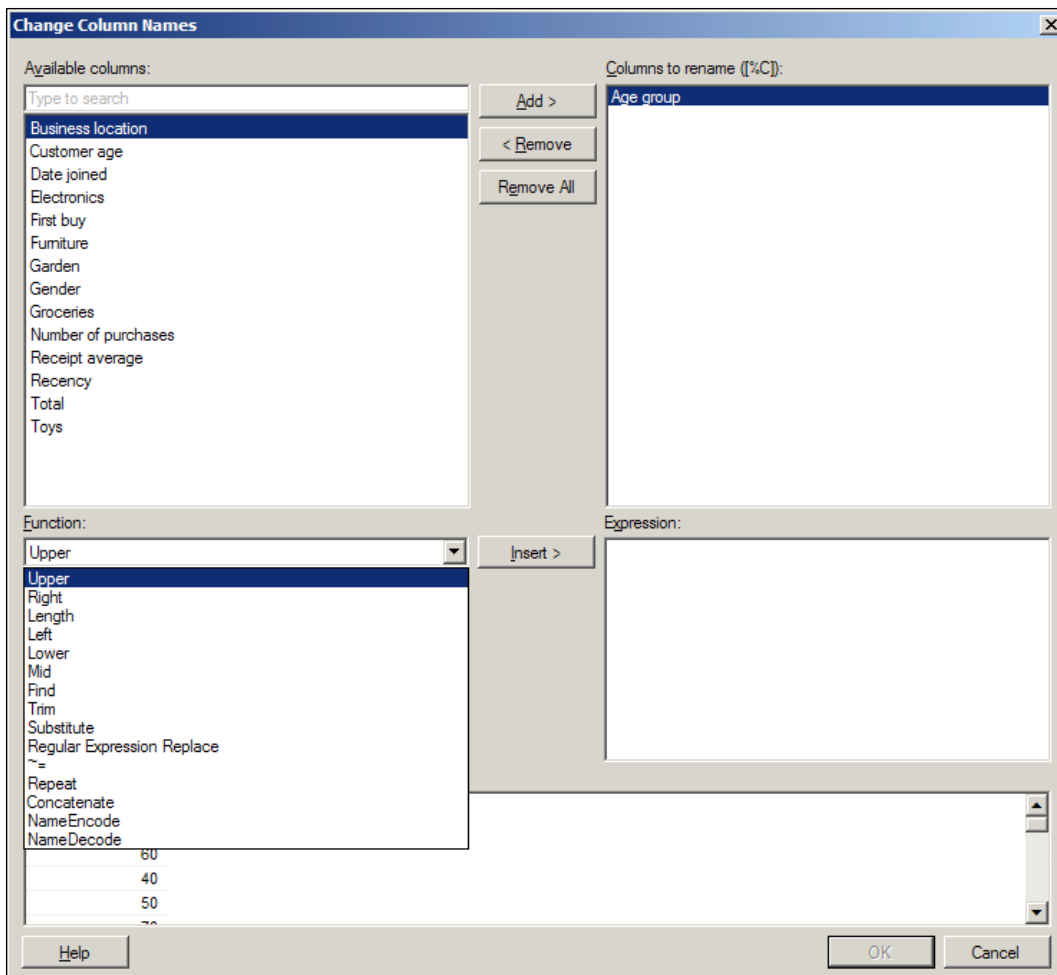 Change Column Names
Available columns:
Type to search
Business location
Customer age
Date joined
Electronics
First buy
Furniture
Garden
Gender
Groceries
Number of purchases
Receipt average
Recency
Total
Toys
Add >
< Remove
Remove All
Columns to rename ([%C]):
Age group
Function:
Upper
Upper
Right
Length
Left
Lower
Mid
Find
Trim
Substitute
Regular Expression Replace
~=
Repeat
Concatenate
NameEncode
NameDecode
Insert >
Expression:
60
40
50
Help
OK
Cancel